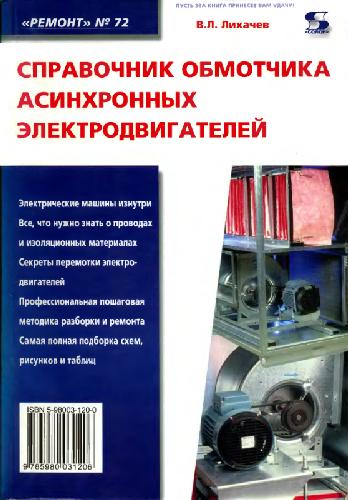 «РЕМОНТ» № 72
ПУСТЬ ЭТА КНИГА ПРИНЕСЕТ ВАМ УДАЧУ!
В.Л. Лихачев
СПРАВОЧНИК ОБМОТЧИКА
АСИНХРОННЫХ
ЭЛЕКТРОДВИГАТЕЛЕЙ
Электрические машины изнутри
Все, что нужно знать о проводах
и изоляционных материалах
Секреты перемотки электро-
двигателей
Профессиональная пошаговая
методика разборки и ремонта
Самая полная подборка схем,
рисунков и таблиц
ISBN 5-98003-120-0
9785980031206